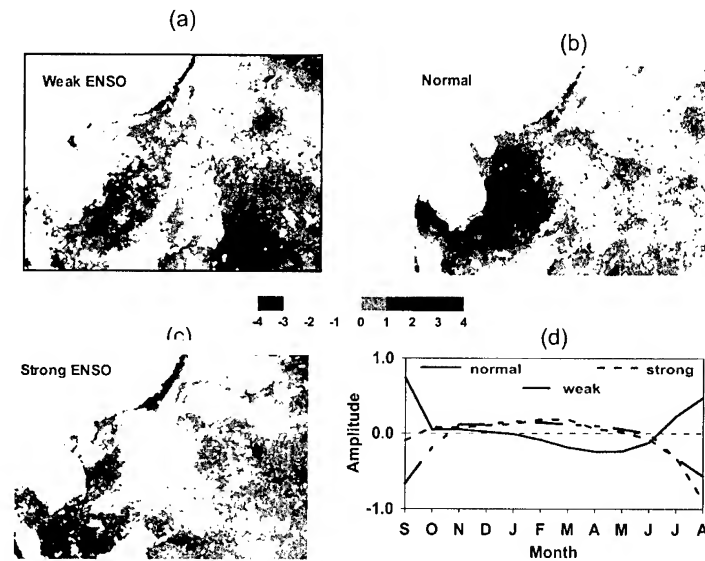 (a)
(b)
Weak ENSO
Normal
-4 -3 -2 -1 0 1 2 3 4
(c)
(d)
Strong ENSO
1.0
normal
strong
weak
0.0
-1.0
Amplitude
S O N D J F M A M J J A
Month